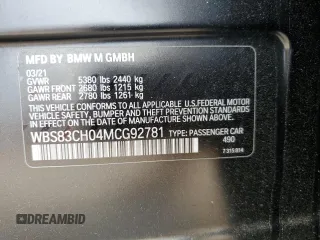 MFD BY BMW M GMBH
03/21
GVWR 5380 lbs 2440 kg
GAWR FRONT 2680 lbs 1215 kg
GAWR REAR 2780 lbs 1261 kg
THIS VEHICLE CONFORMS TO ALL APPLICABLE
FEDERAL MOTOR VEHICLE SAFETY, BUMPER,
AND THEFT PREVENTION STANDARDS IN
EFFECT ON THE DATE OF MANUFACTURE
SHOWN ABOVE.
WBS83CH04MCG92781 TYPE: PASSENGER CAR
490
DREAMBID